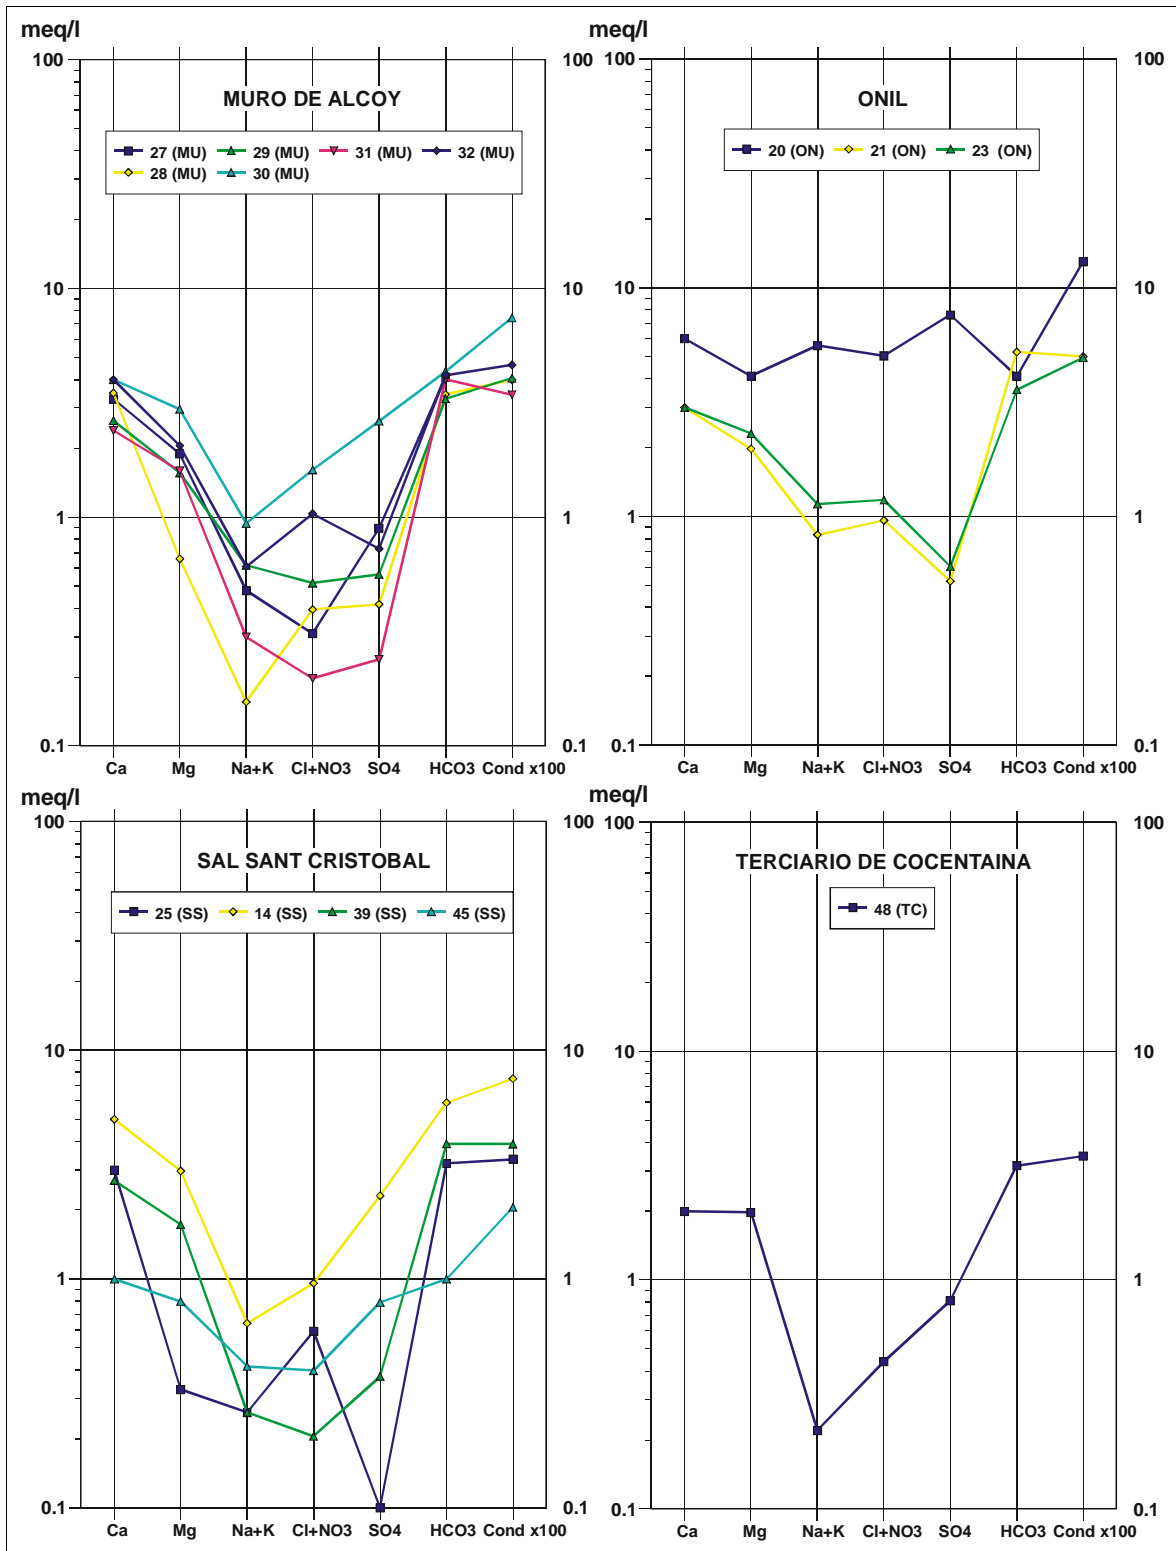 meq/l
meq/l
100
100
100
100
MURO DE ALCOY
ONIL
27 (MU) 29 (MU) 31 (MU) 32 (MU)
28 (MU) 30 (MU)
20 (ON) 21 (ON) 23 (ON)
10
10
10
10
1
1
1
1
0.1
0.1
0.1
0.1
Ca Mg Na+K Cl+NO3 SO4 HCO3 Cond x100
Ca Mg Na+K Cl+NO3 SO4 HCO3 Cond x100
meq/l
meq/l
100
100
100
100
SAL SANT CRISTOBAL
TERCIARIO DE COCENTAINA
25 (SS) 14 (SS) 39 (SS) 45 (SS)
48 (TC)
10
10
10
10
1
1
1
1
0.1
0.1
0.1
0.1
Ca Mg Na+K Cl+NO3 SO4 HCO3 Cond x100
Ca Mg Na+K Cl+NO3 SO4 HCO3 Cond x100